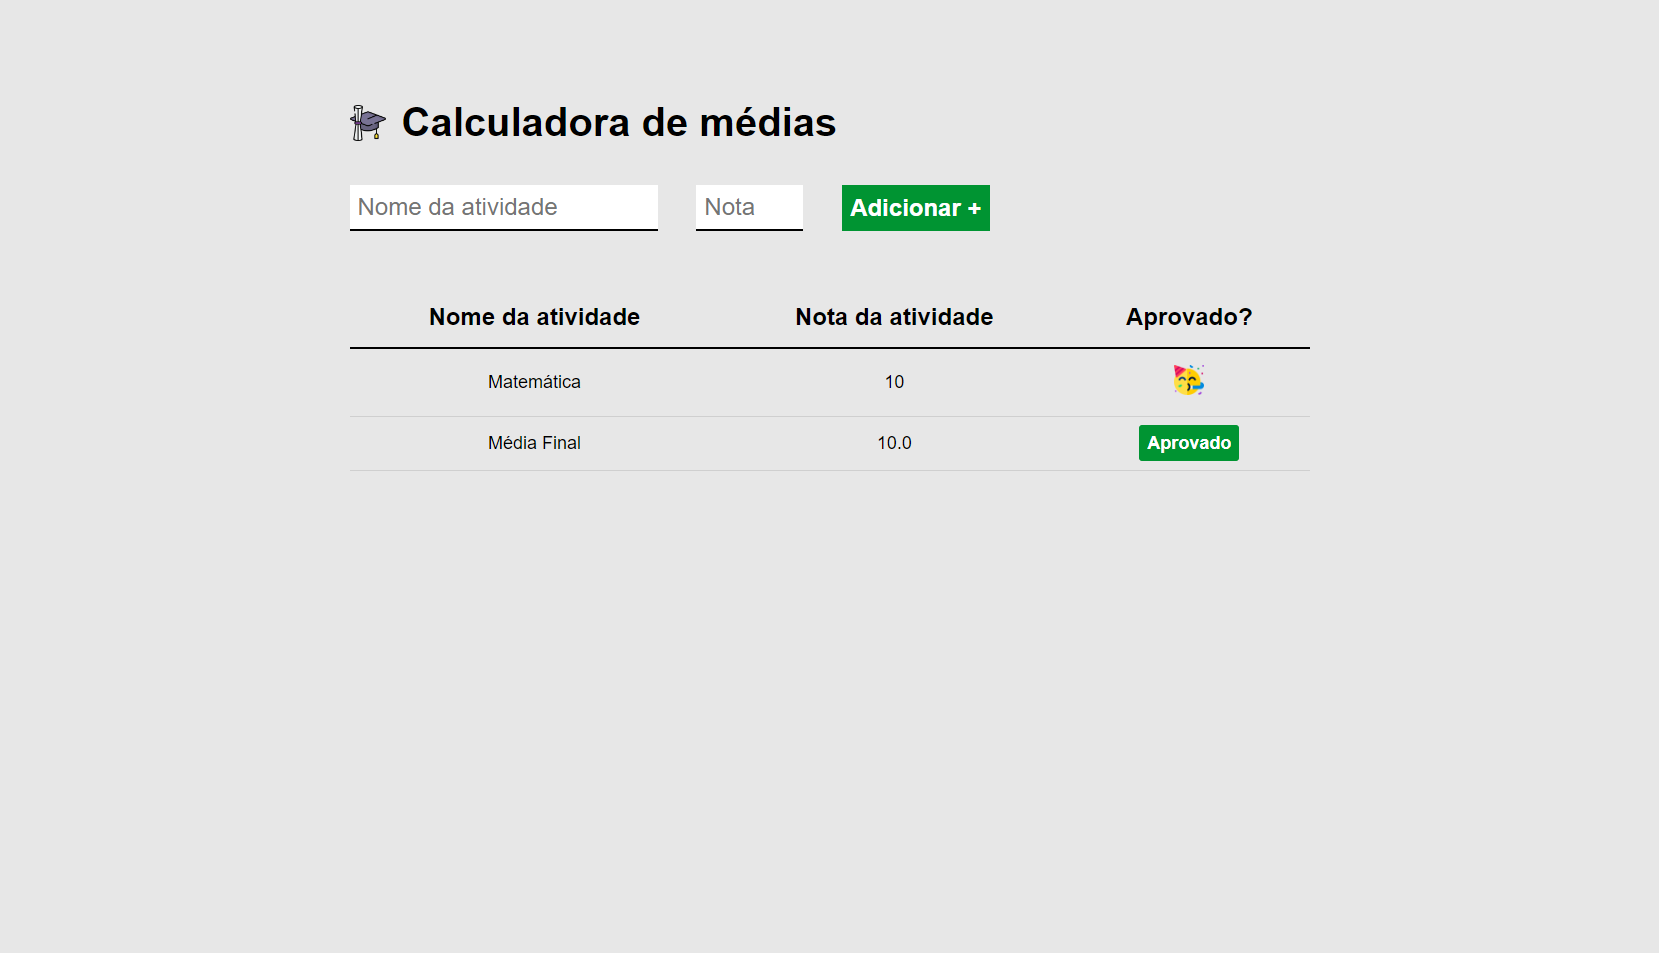 Calculadora de médias
Nome da atividade Nota Adicionar +
Nome da atividade Nota da atividade Aprovado?
Matemática 10
Média Final 10.0 Aprovado